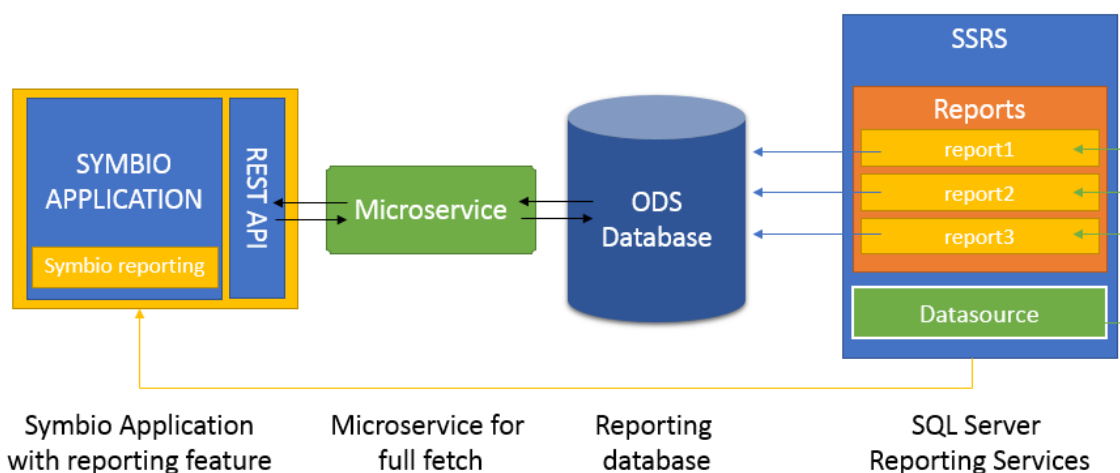 SSRS
Reports
report1
report2
report3
Datasource
SYMBIO
APPLICATION
Symbio reporting
REST API
Microservice
ODS
Database
Symbio Application
with reporting feature
Microservice for
full fetch
Reporting
database
SQL Server
Reporting Services